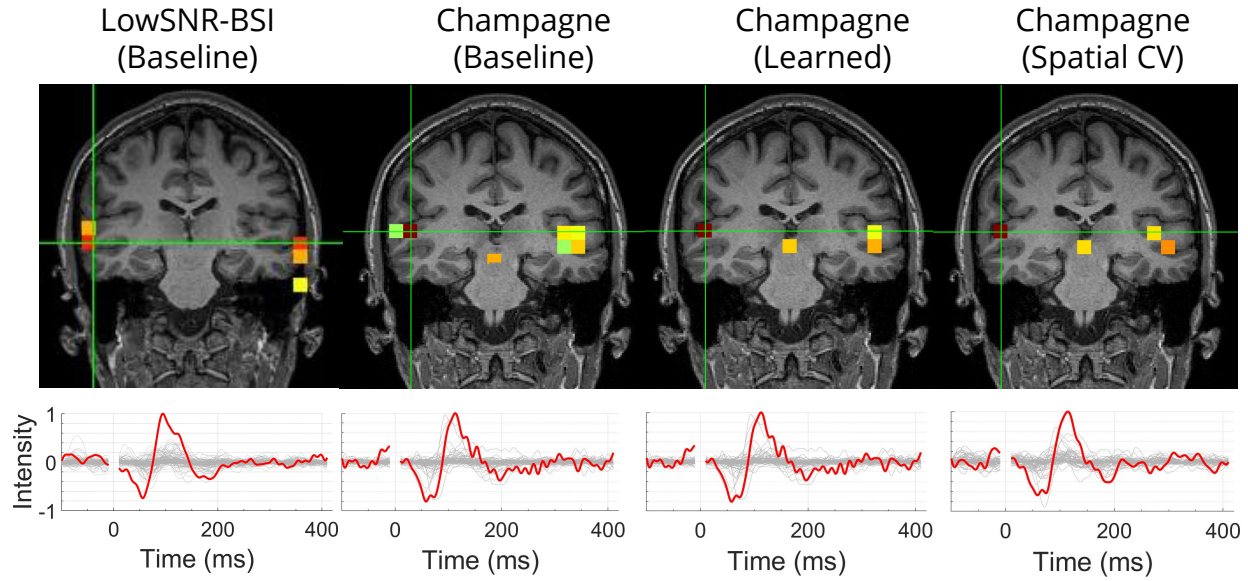 LowSNR-BSI
(Baseline)
Champagne
(Baseline)
Champagne
(Learned)
Champagne
(Spatial CV)
Intensity
1
0
-1
0 200 400
Time (ms)
0 200 400
Time (ms)
0 200 400
Time (ms)
0 200 400
Time (ms)